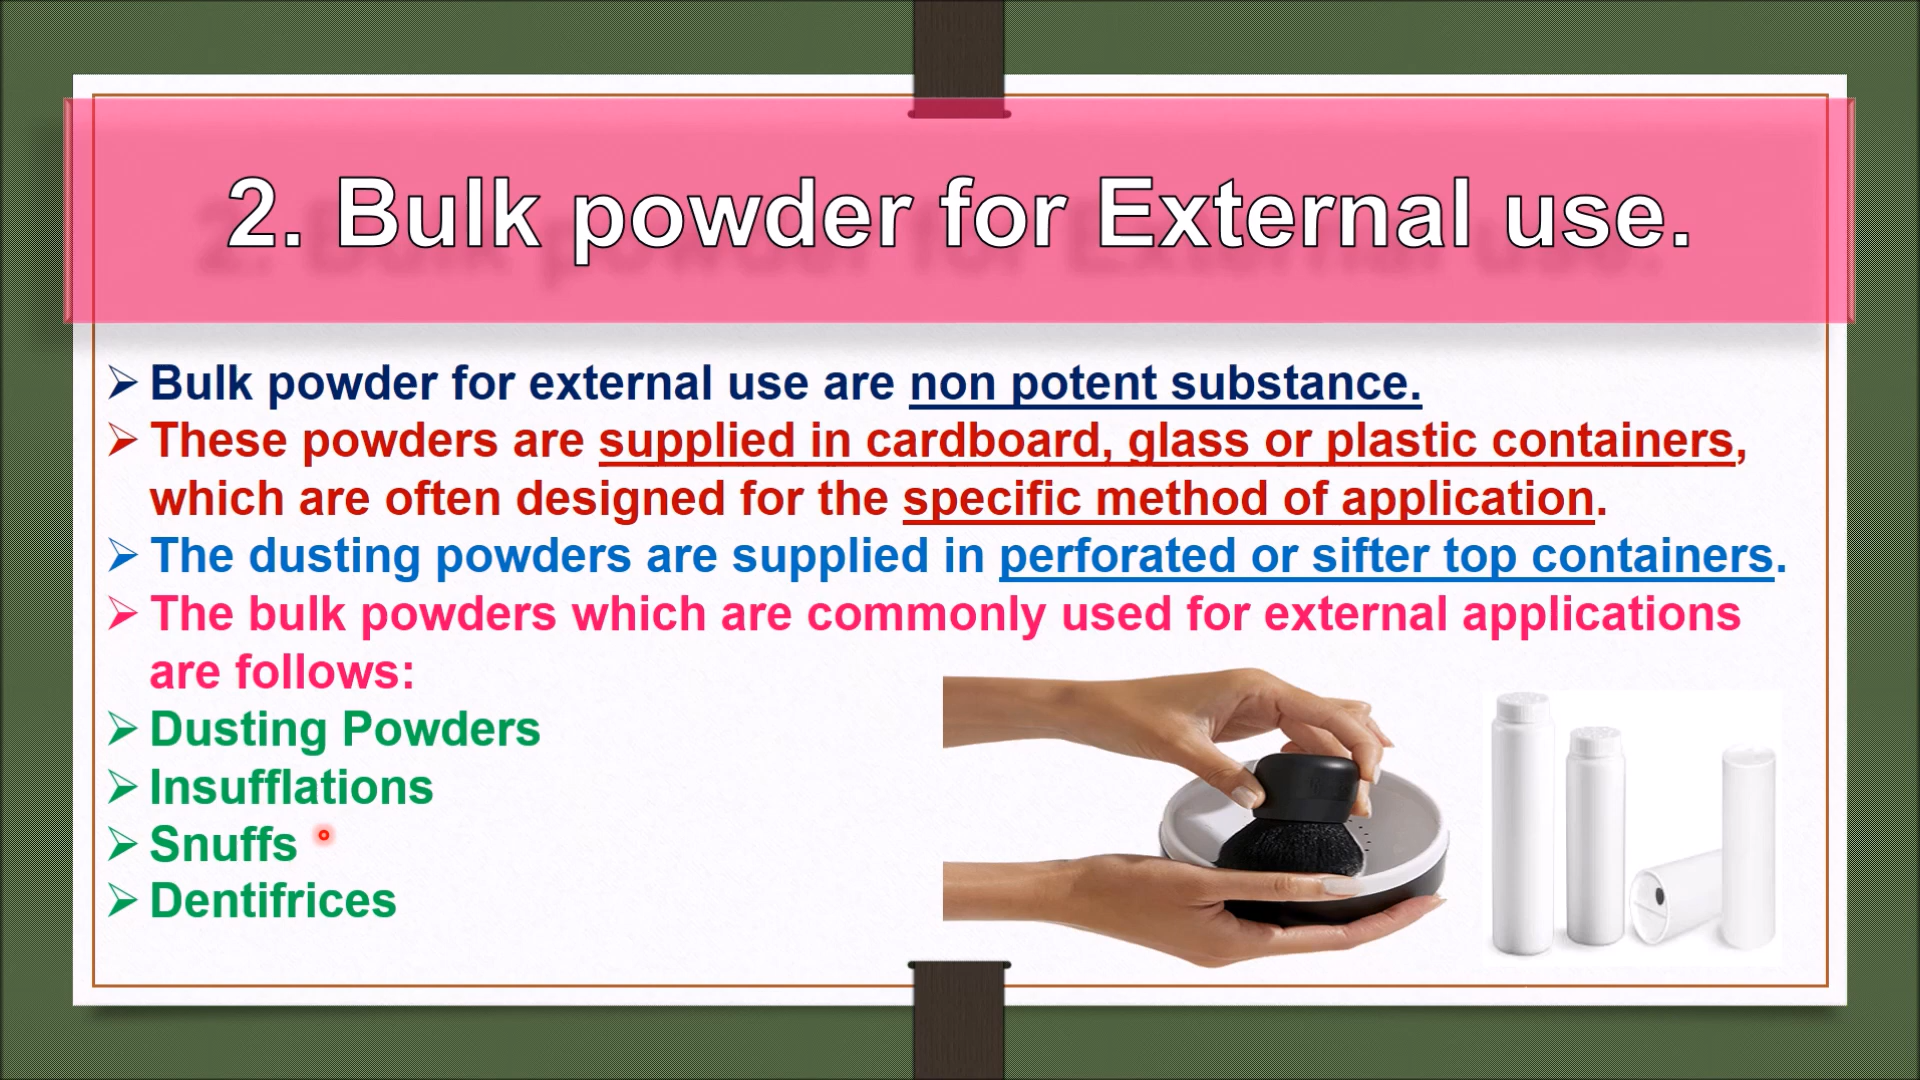 2. Bulk powder for External use.
Bulk powder for external use are non potent substance.
These powders are supplied in cardboard, glass or plastic containers,
which are often designed for the specific method of application.
The dusting powders are supplied in perforated or sifter top containers.
The bulk powders which are commonly used for external applications
are follows:
Dusting Powders
Insufflations
Snuffs
Dentifrices